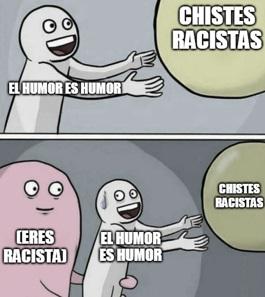 CHISTES
RACISTAS
EL HUMOR ES HUMOR
CHISTES
RACISTAS
(ERES
RACISTA)
EL HUMOR
ES HUMOR